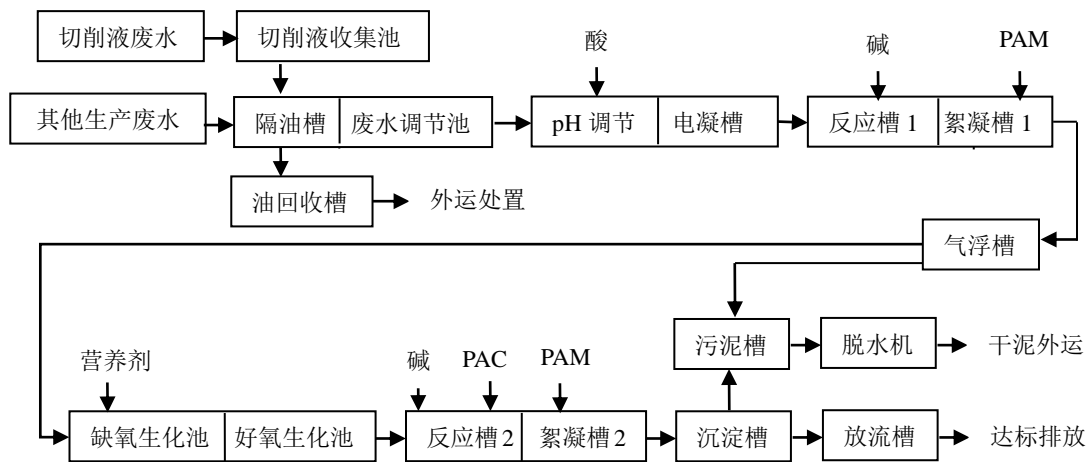 切削液废水
切削液收集池
酸
碱
PAM
其他生产废水
隔油槽
废水调节池
pH 调节
电凝槽
反应槽 1
絮凝槽 1
油回收槽
外运处置
气浮槽
污泥槽
脱水机
干泥外运
营养剂
碱
PAC
PAM
缺氧生化池
好氧生化池
反应槽 2
絮凝槽 2
沉淀槽
放流槽
达标排放